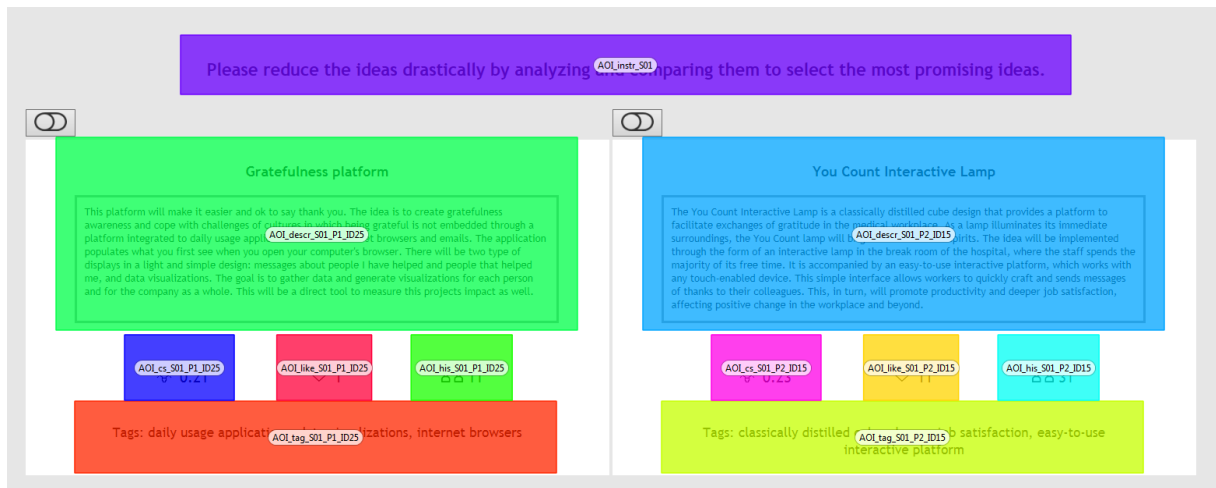 Please reduce the ideas drastically by analyzing and comparing them to select the most promising ideas.
AOI_instr_S01
Gratefulness platform
This platform will make it easier and ok to say thank you. The idea is to create gratefulness
awareness and cope with challenges of cultures in which being grateful is not embedded through a
platform integrated to daily usage browsers and emails. The application
AOI_descr_S01_P1_ID25
populates what you first see when you open your computer's browser. There will be two type of
displays in a light and simple design: messages about people I have helped and people that helped
me, and data visualizations. The goal is to gather data and generate visualizations for each person
and for the company as a whole. This will be a direct tool to measure this projects impact as well.
AOI_cs_S01_P1_ID25
AOI_like_S01_P1_ID25
AOI_his_S01_P1_ID25
0.21
1
11
Tags: daily usage internet browsers
AOI_tag_S01_P1_ID25
You Count Interactive Lamp
The You Count Interactive Lamp is a classically distilled cube design that provides a platform to
facilitate exchanges of gratitude in the medical workplace. As a lamp illuminates its immediate
surroundings, the You Count lamp will spirits. The idea will be implemented
AOI_descr_S01_P2_ID15
through the form of an interactive lamp in the break room of the hospital, where the staff spends the
majority of its free time. It is accompanied by an easy-to-use interactive platform, which works with
any touch-enabled device. This simple interface allows workers to quickly craft and sends messages
of thanks to their colleagues. This, in turn, will promote productivity and deeper job satisfaction,
affecting positive change in the workplace and beyond.
AOI_cs_S01_P2_ID15
AOI_like_S01_P2_ID15
AOI_his_S01_P2_ID15
0.23
11
31
Tags: classically distilled job satisfaction, easy-to-use
AOI_tag_S01_P2_ID15
interactive platform